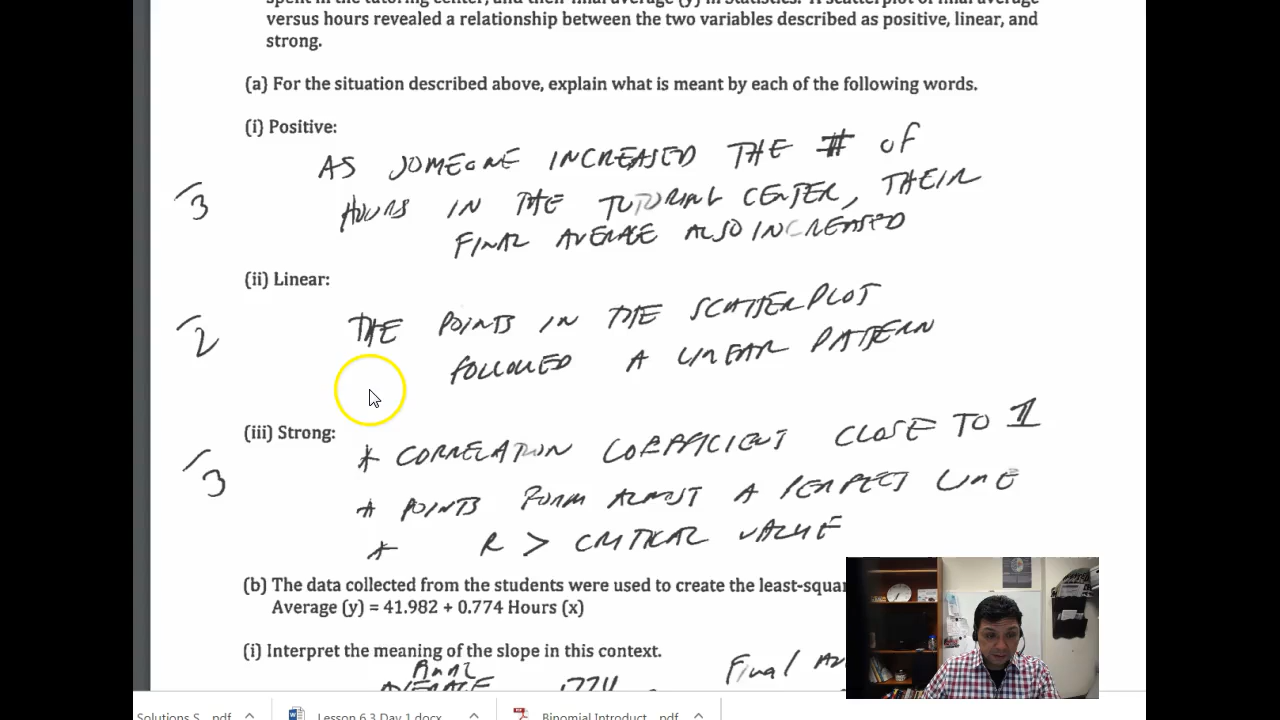 spent in the tutoring center, and their final average (y) in Statistics. A scatterplot of final average
versus hours revealed a relationship between the two variables described as positive, linear, and
strong.
(a) For the situation described above, explain what is meant by each of the following words.
(i) Positive:
AS SOMEONE INCREASED THE # OF
HOURS IN THE TUTORING CENTER, THEIR
FINAL AVERAGE ALSO INCREASED
/3
(ii) Linear:
THE POINTS IN THE SCATTERPLOT
FOLLOWED A LINEAR PATTERN
/2
(iii) Strong:
* CORRELATION COEFFICIENT CLOSE TO 1
* POINTS FORM ALMOST A PERFECT LINE
* R > CRITICAL VALUE
/3
(b) The data collected from the students were used to create the least-squar
Average (y) = 41.982 + 0.774 Hours (x)
(i) Interpret the meaning of the slope in this context.
FINAL
AVERAGE .774
Final Av
Solutions S....pdf
Lesson 6.3 Day 1.docx
Binomial Introduct....pdf